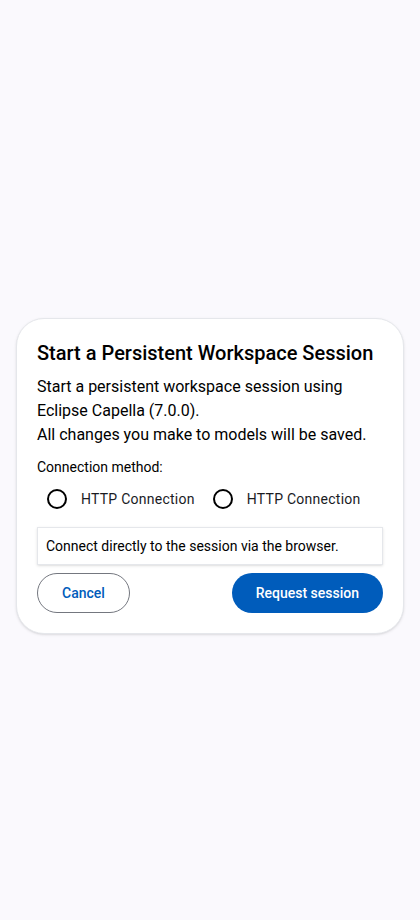 Start a Persistent Workspace Session
Start a persistent workspace session using
Eclipse Capella (7.0.0).
All changes you make to models will be saved.
Connection method:
HTTP Connection HTTP Connection
Connect directly to the session via the browser.
Cancel Request session